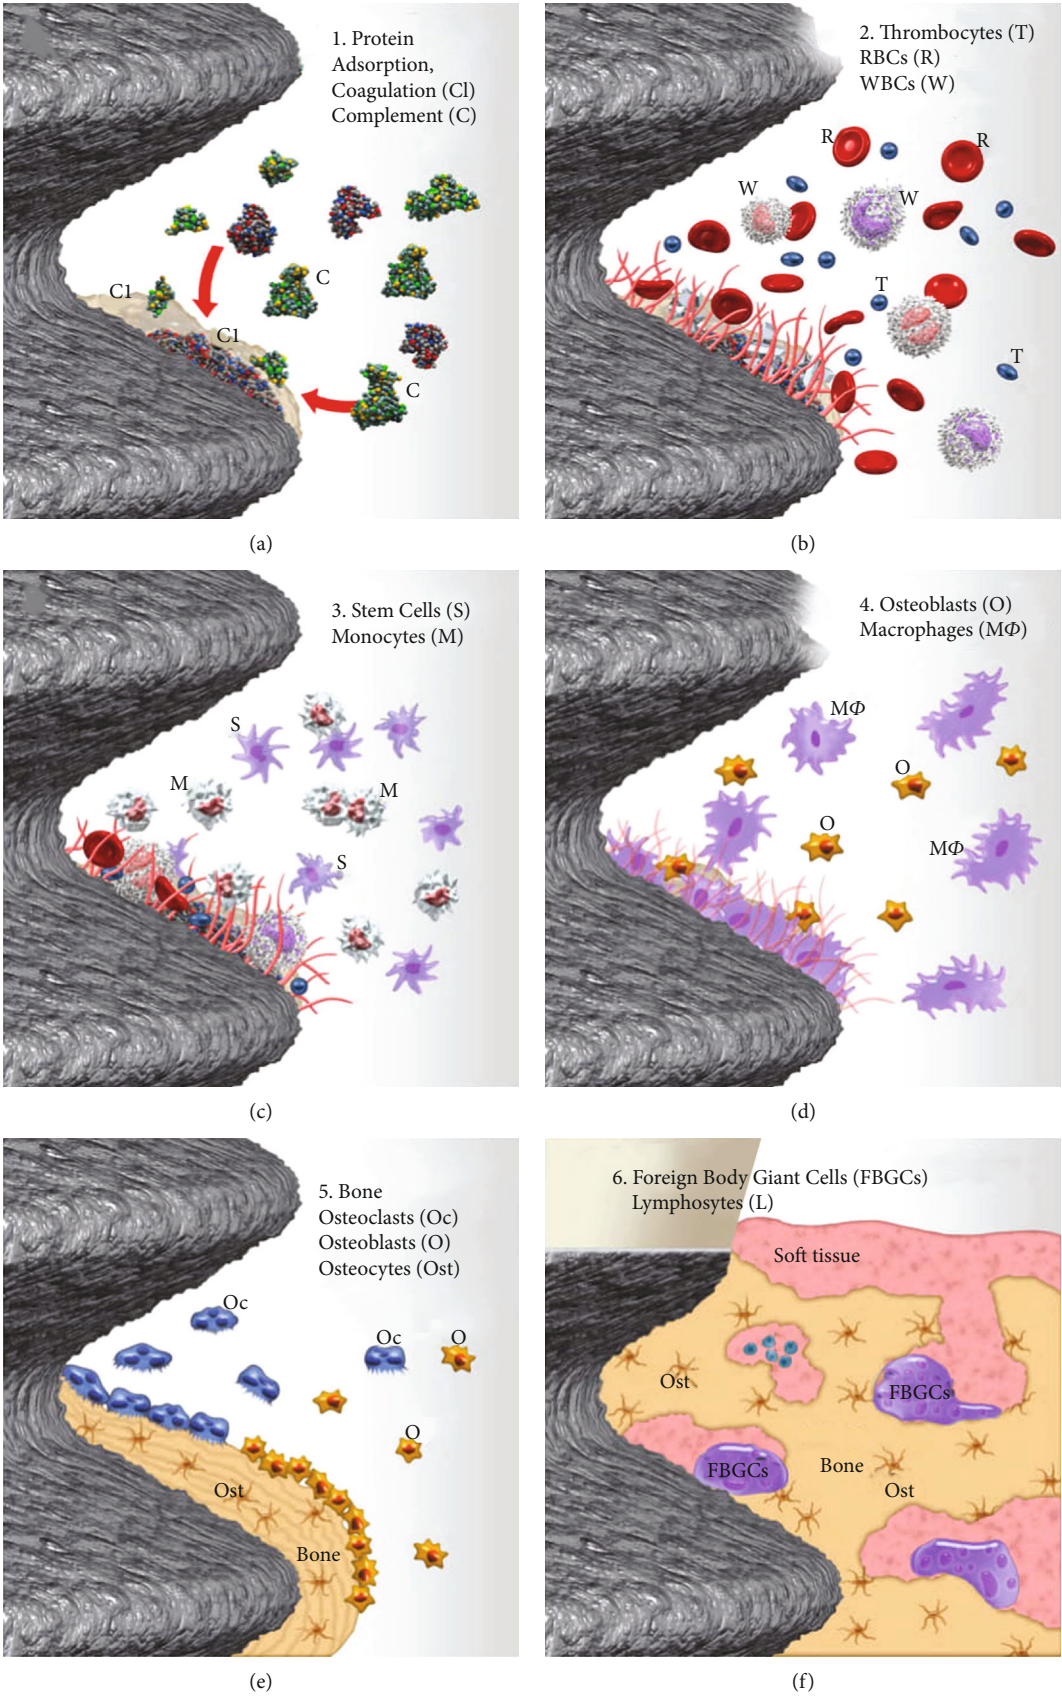 1. Protein
Adsorption,
Coagulation (Cl)
Complement (C)
C
C1
C1
C
(a)
2. Thrombocytes (T)
RBCs (R)
WBCs (W)
R
R
W
W
T
T
(b)
3. Stem Cells (S)
Monocytes (M)
S
M
M
S
(c)
4. Osteoblasts (O)
Macrophages (MΦ)
MΦ
O
O
MΦ
(d)
5. Bone
Osteoclasts (Oc)
Osteoblasts (O)
Osteocytes (Ost)
Oc
Oc
O
O
Ost
Bone
(e)
6. Foreign Body Giant Cells (FBGCs)
Lymphosytes (L)
Soft tissue
Ost
FBGCs
FBGCs
Bone
Ost
(f)